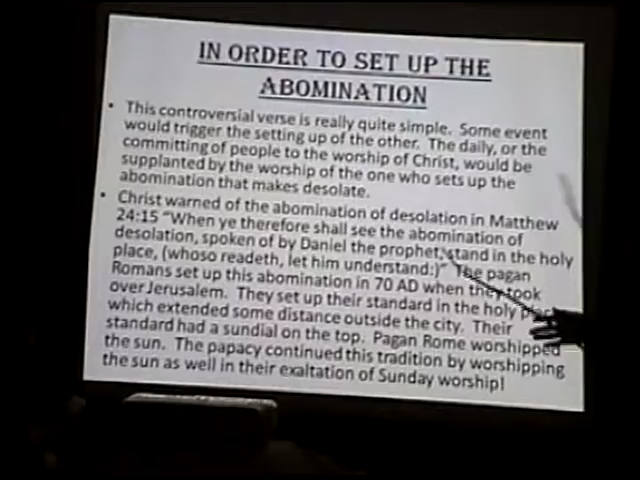 IN ORDER TO SET UP THE
ABOMINATION
• This controversial verse is really quite simple. Some event
would trigger the setting up of the other. The daily, or the
committing of people to the worship of Christ, would be
supplanted by the worship of the one who sets up the
abomination that makes desolate.
• Christ warned of the abomination of desolation in Matthew
24:15 “When ye therefore shall see the abomination of
desolation, spoken of by Daniel the prophet, stand in the holy
place, (whoso readeth, let him understand:)” The pagan
Romans set up this abomination in 70 AD when they took
over Jerusalem. They set up their standard in the holy place
which extended some distance outside the city. Their
standard had a sundial on the top. Pagan Rome worshipped
the sun. The papacy continued this tradition by worshipping
the sun as well in their exaltation of Sunday worship!